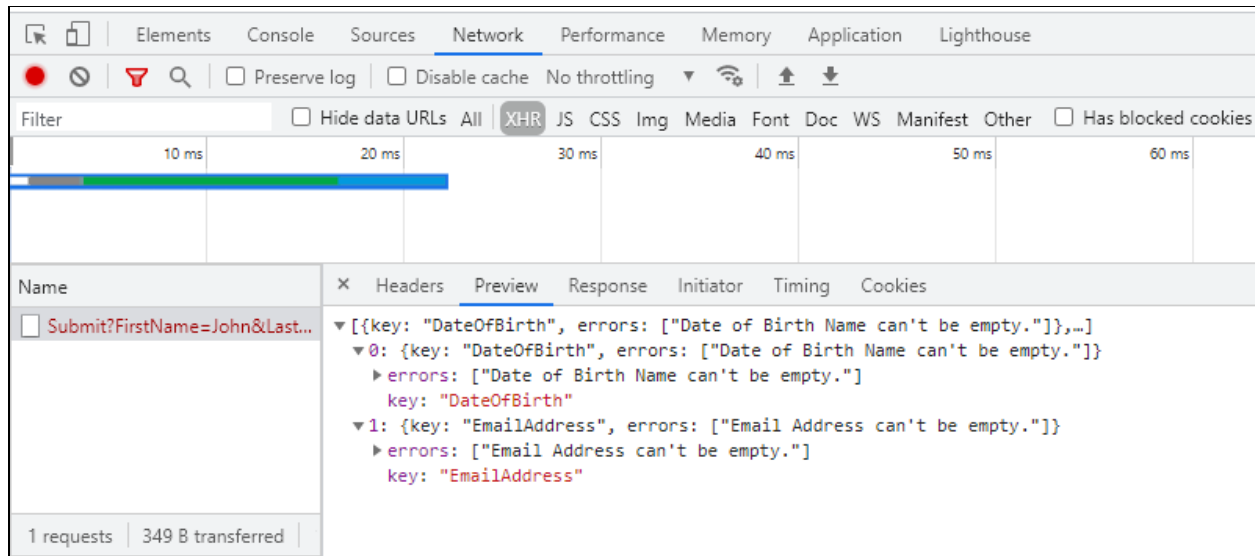 Elements Console Sources Network Performance Memory Application Lighthouse
Preserve log Disable cache No throttling
Filter Hide data URLs All XHR JS CSS Img Media Font Doc WS Manifest Other Has blocked cookies
10 ms 20 ms 30 ms 40 ms 50 ms 60 ms
Name × Headers Preview Response Initiator Timing Cookies
Submit?FirstName=John&Last...
▼[{key: "DateOfBirth", errors: ["Date of Birth Name can't be empty."]},…]
▼0: {key: "DateOfBirth", errors: ["Date of Birth Name can't be empty."]}
▶errors: ["Date of Birth Name can't be empty."]
key: "DateOfBirth"
▼1: {key: "EmailAddress", errors: ["Email Address can't be empty."]}
▶errors: ["Email Address can't be empty."]
key: "EmailAddress"
1 requests 349 B transferred